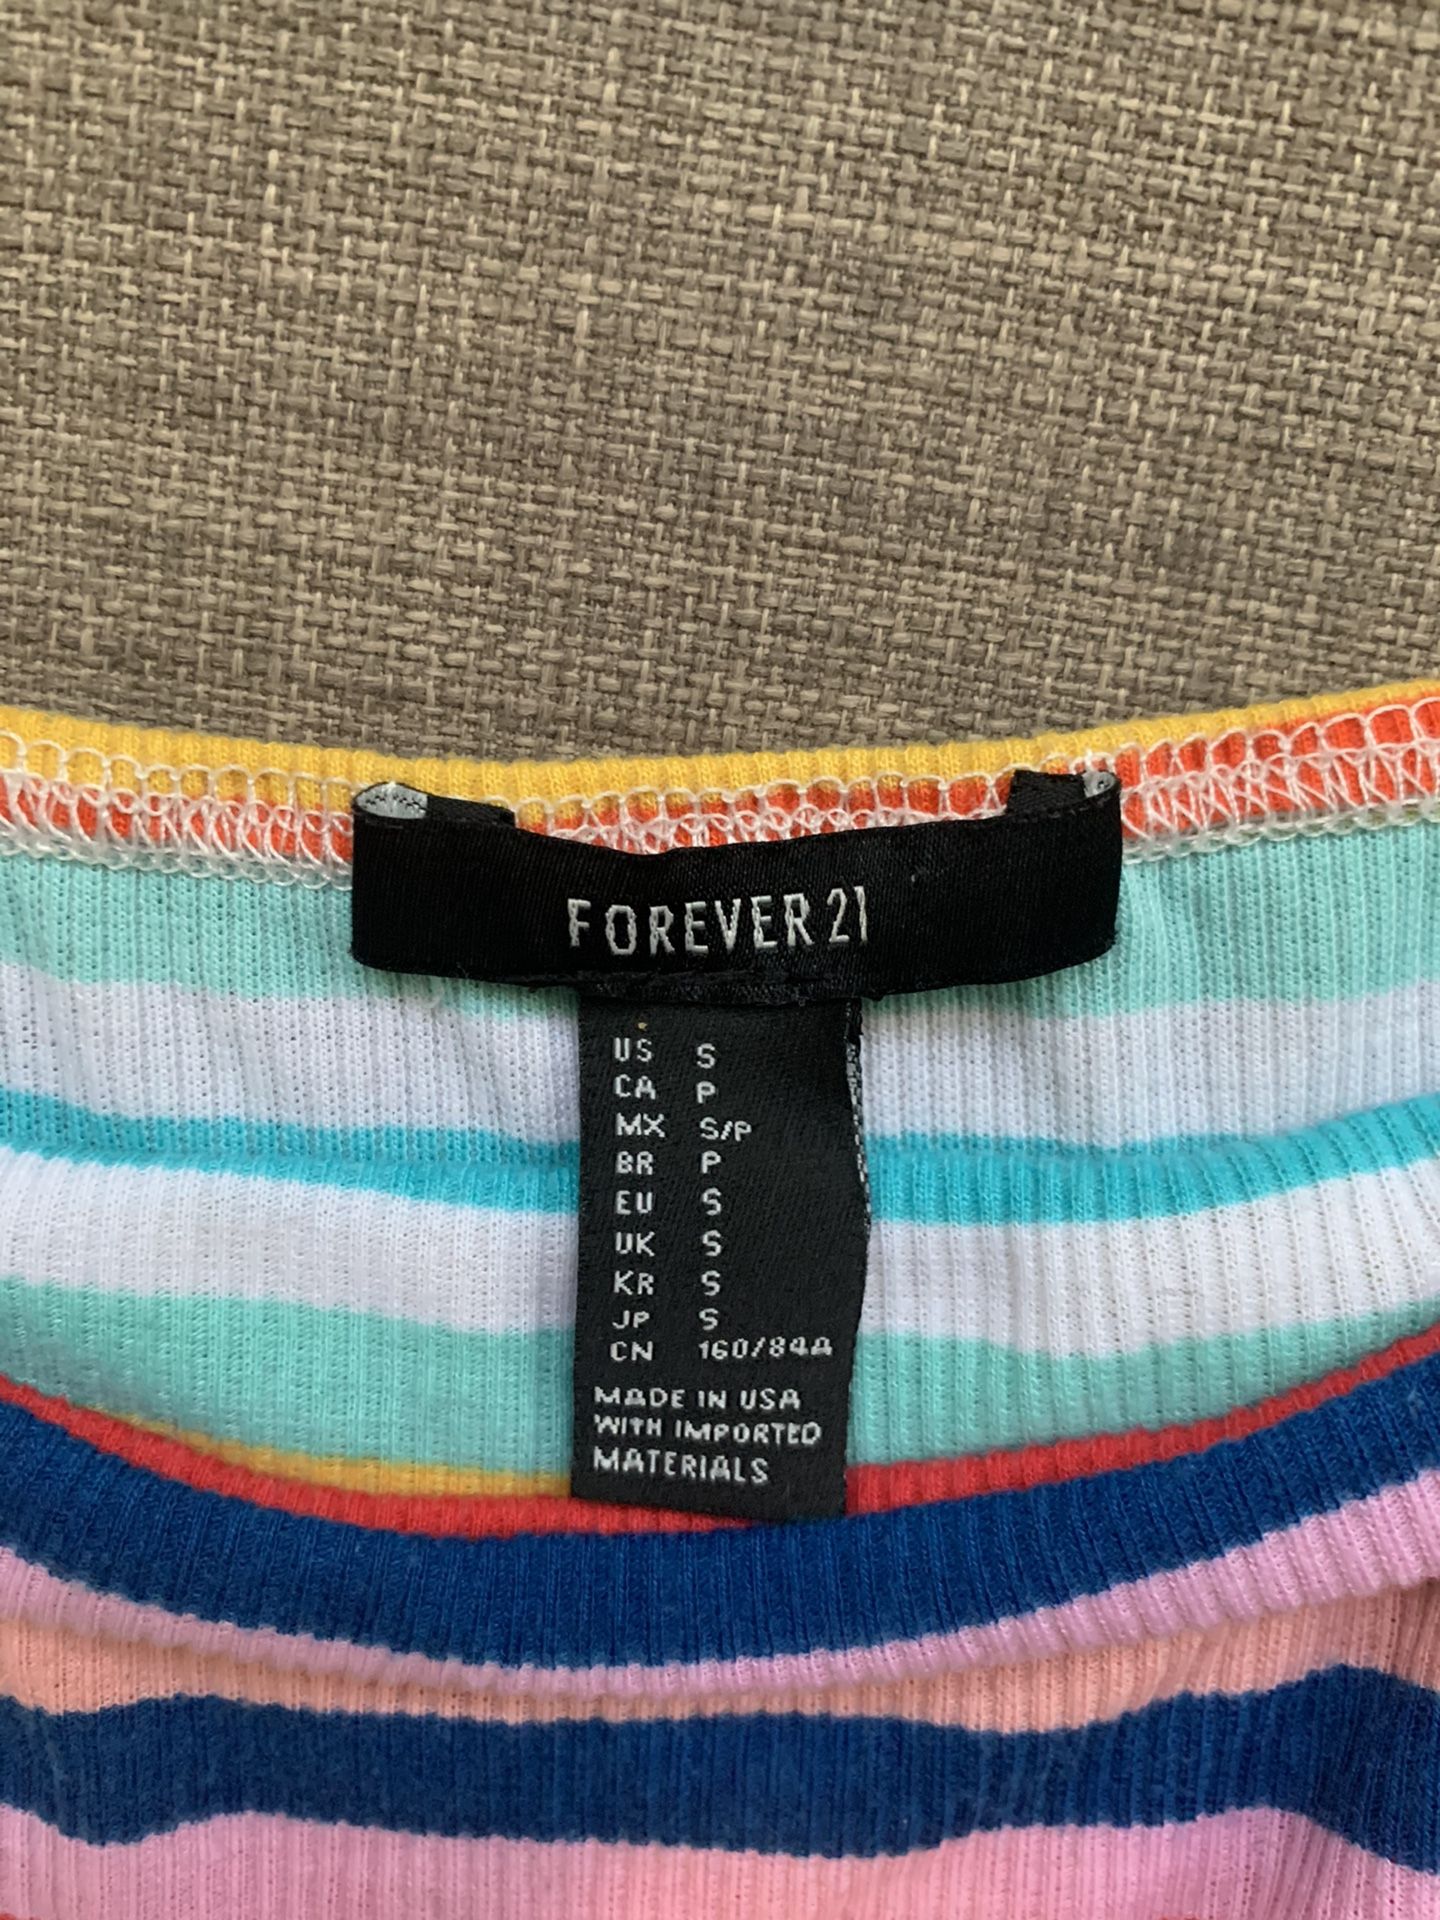 FOREVER 21
US S
CA P
MX S/P
BR P
EU S
UK S
KR S
JP S
CN 160/84A
MADE IN USA
WITH IMPORTED
MATERIALS